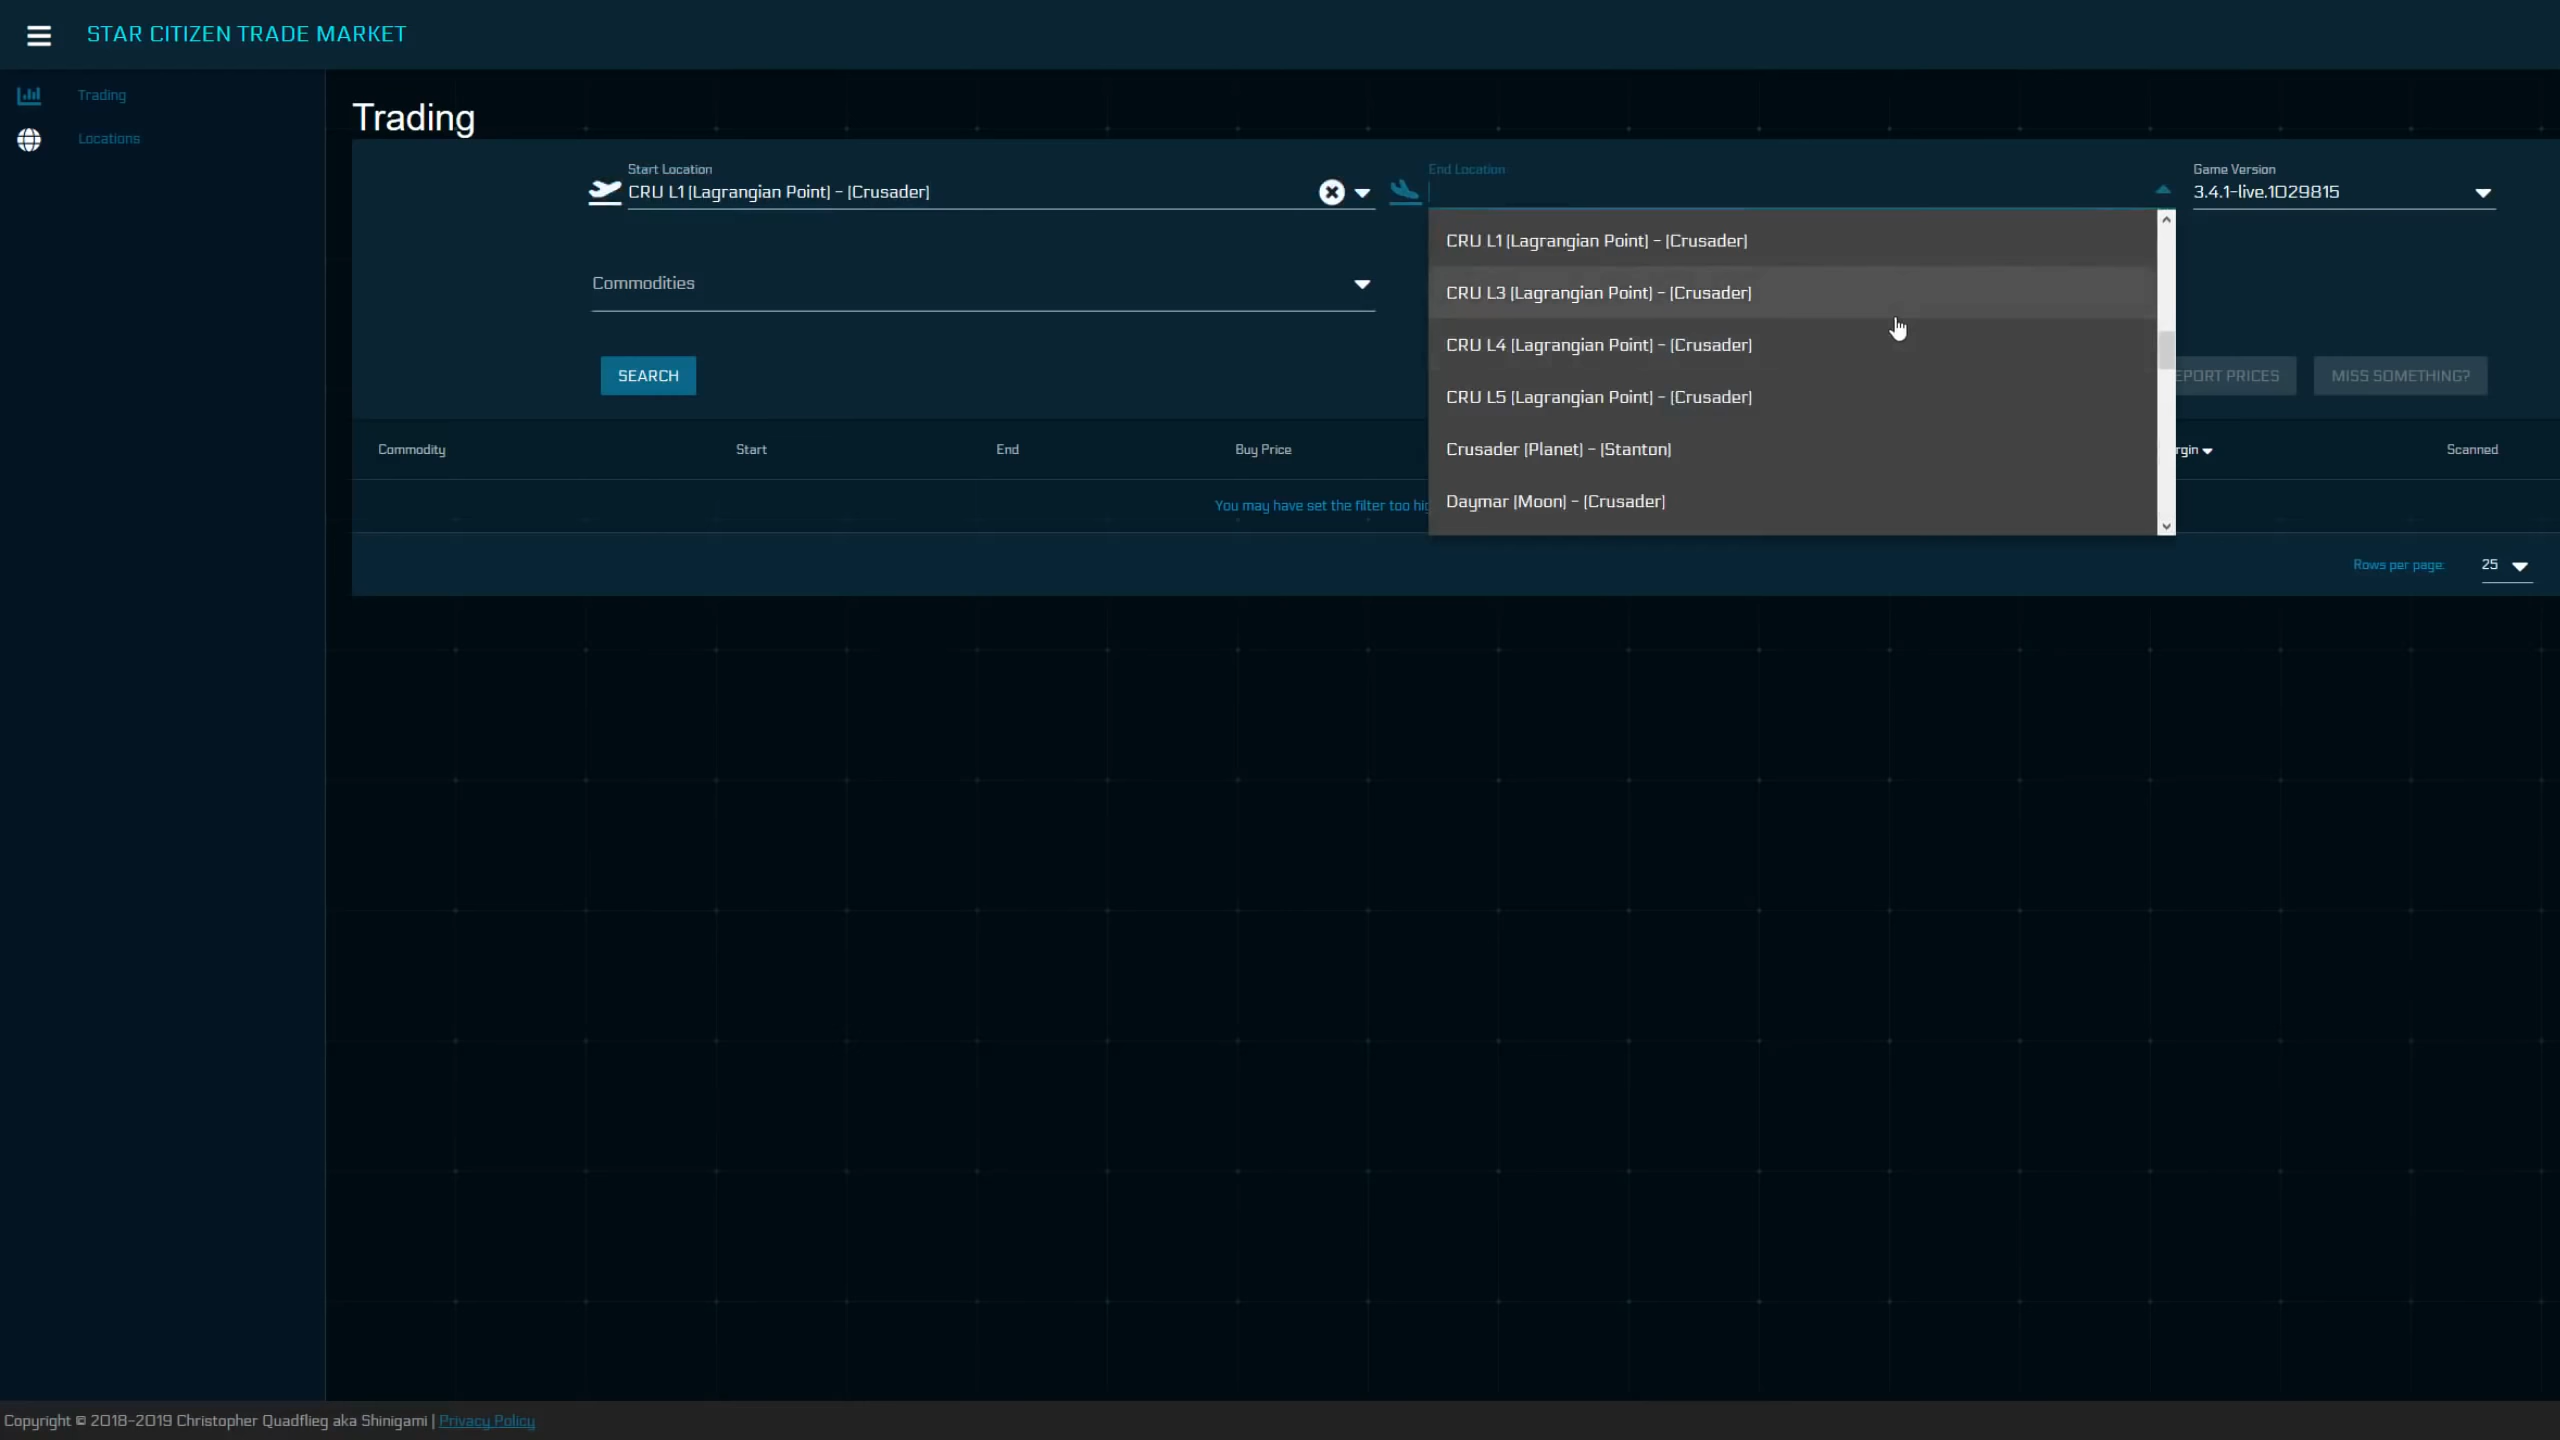 STAR CITIZEN TRADE MARKET
Trading
Locations
Trading
Start Location
CRU L1 (Lagrangian Point) - (Crusader)
End Location
Game Version
3.4.1-live.1029815
Commodities
CRU L1 (Lagrangian Point) - (Crusader)
CRU L3 (Lagrangian Point) - (Crusader)
CRU L4 (Lagrangian Point) - (Crusader)
CRU L5 (Lagrangian Point) - (Crusader)
Crusader (Planet) - (Stanton)
Daymar (Moon) - (Crusader)
SEARCH
EPORT PRICES
MISS SOMETHING?
Commodity Start End Buy Price rgin Scanned
You may have set the filter too hig
Rows per page: 25
Copyright © 2018-2019 Christopher Quadflieg aka Shinigami | Privacy Policy